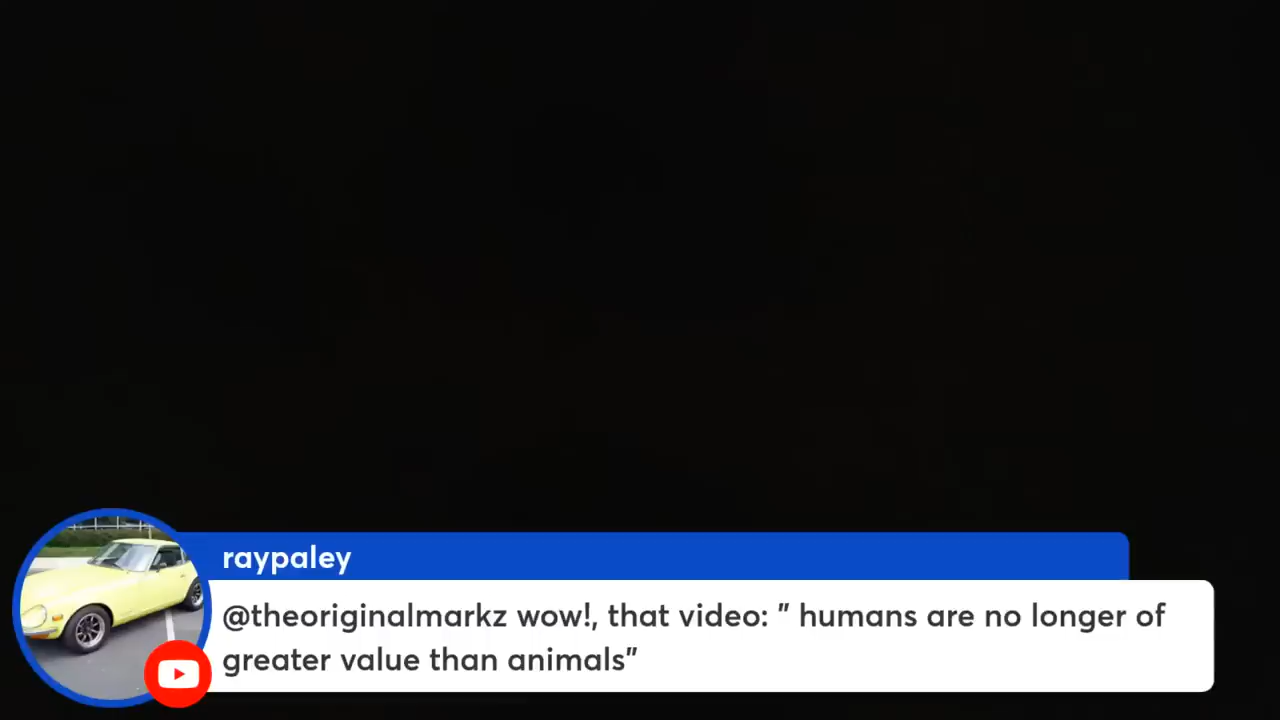 raypaley
@theoriginalmarkz wow!, that video: " humans are no longer of
greater value than animals"